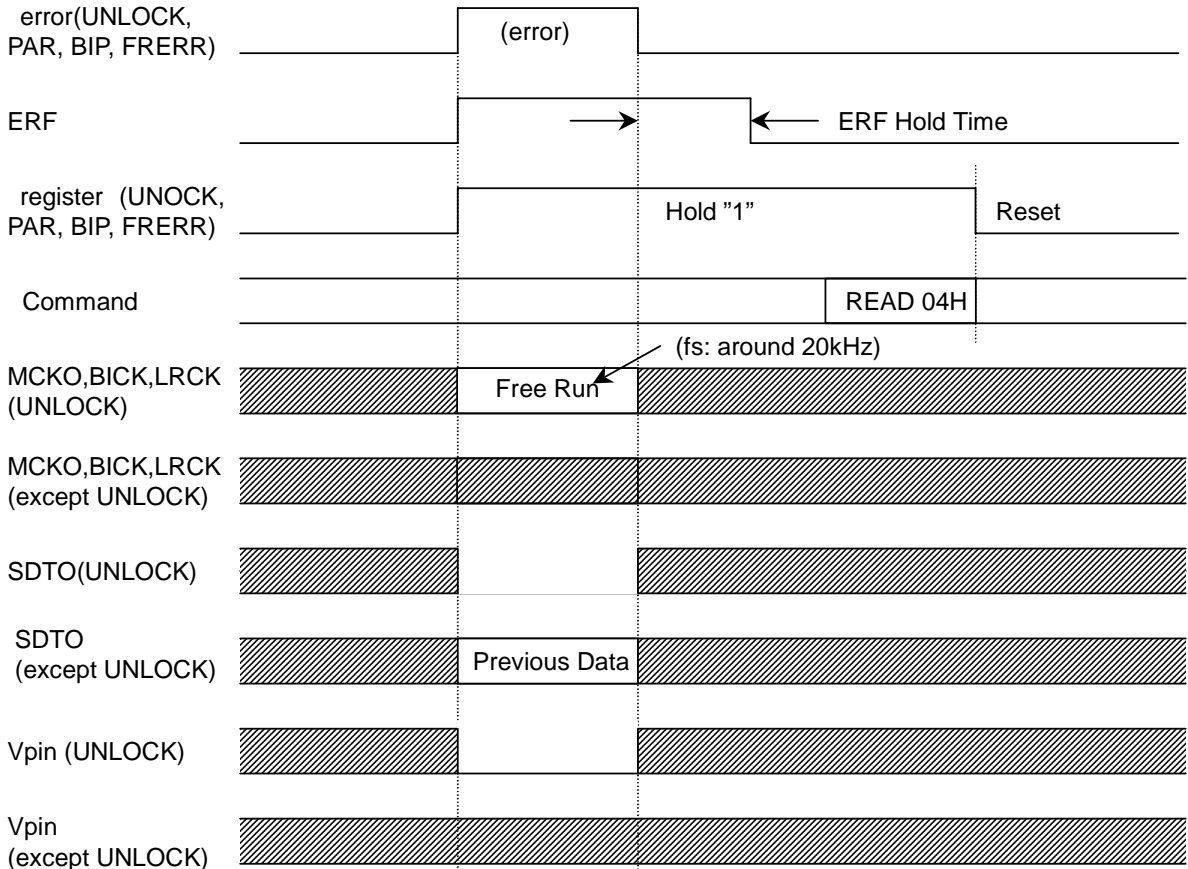 error(UNLOCK,
PAR, BIP, FRERR)
(error)
ERF
ERF Hold Time
register (UNOCK,
PAR, BIP, FRERR)
Hold ”1”
Reset
Command
READ 04H
(fs: around 20kHz)
MCKO,BICK,LRCK
(UNLOCK)
Free Run
MCKO,BICK,LRCK
(except UNLOCK)
SDTO(UNLOCK)
SDTO
(except UNLOCK)
Previous Data
Vpin (UNLOCK)
Vpin
(except UNLOCK)